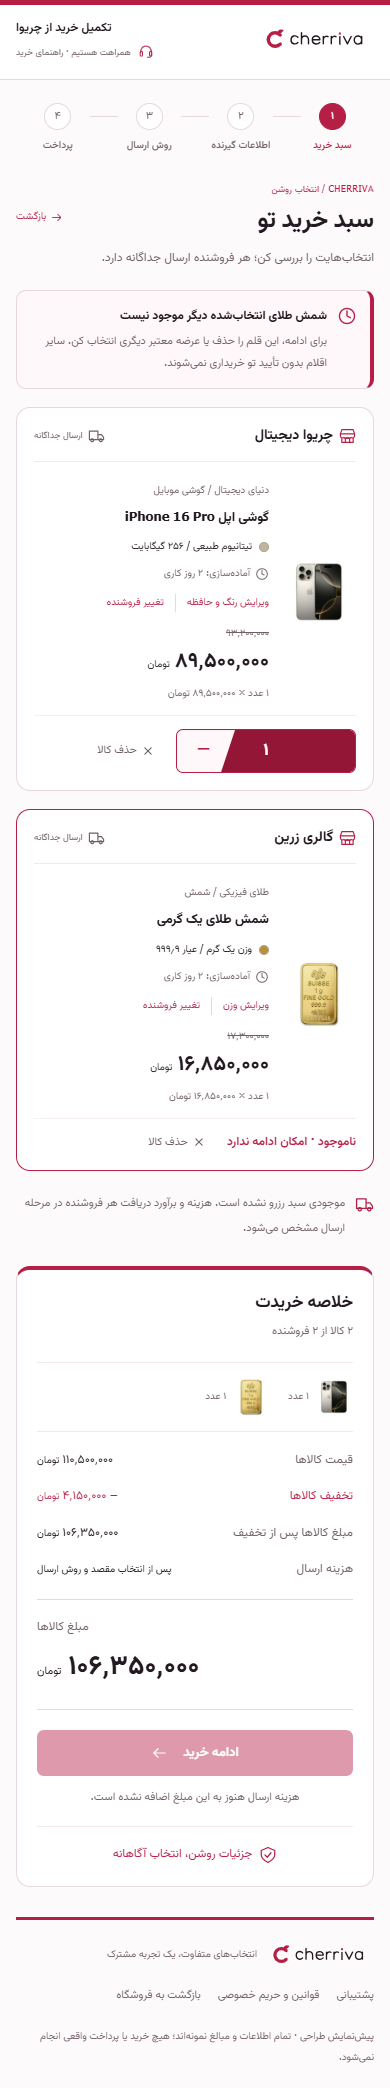 cherriva
تکمیل خرید از چریوا
همراهت هستیم · راهنمای خرید
۱
۲
۳
۴
سبد خرید
اطلاعات گیرنده
روش ارسال
پرداخت
CHERRIVA / انتخاب روشن
سبد خرید تو
بازگشت
انتخاب‌هایت را بررسی کن؛ هر فروشنده ارسال جداگانه دارد.
شمش طلای انتخاب‌شده دیگر موجود نیست
برای ادامه، این قلم را حذف یا عرضه معتبر دیگری انتخاب کن. سایر
اقلام بدون تأیید تو خریداری نمی‌شوند.
چریوا دیجیتال
ارسال جداگانه
دنیای دیجیتال / گوشی موبایل
گوشی اپل iPhone 16 Pro
تیتانیوم طبیعی / ۲۵۶ گیگابایت
آماده‌سازی: ۲ روز کاری
ویرایش رنگ و حافظه
تغییر فروشنده
۹۳٬۲۰۰٬۰۰۰
۸۹٬۵۰۰٬۰۰۰ تومان
۱ عدد × ۸۹٬۵۰۰٬۰۰۰ تومان
۱
−
حذف کالا
گالری زرین
ارسال جداگانه
طلای فیزیکی / شمش
شمش طلای یک گرمی
وزن یک گرم / عیار ۹۹۹٫۹
آماده‌سازی: ۲ روز کاری
ویرایش وزن
تغییر فروشنده
SUISSE
1g
FINE GOLD
999.9
۱۷٬۳۰۰٬۰۰۰
۱۶٬۸۵۰٬۰۰۰ تومان
۱ عدد × ۱۶٬۸۵۰٬۰۰۰ تومان
ناموجود · امکان ادامه ندارد
حذف کالا
موجودی سبد رزرو نشده است. هزینه و برآورد دریافت هر فروشنده در مرحله
ارسال مشخص می‌شود.
خلاصه خریدت
۲ کالا از ۲ فروشنده
۱ عدد
۱ عدد
قیمت کالاها
۱۱۰٬۵۰۰٬۰۰۰ تومان
تخفیف کالاها
− ۴٬۱۵۰٬۰۰۰ تومان
مبلغ کالاها پس از تخفیف
۱۰۶٬۳۵۰٬۰۰۰ تومان
هزینه ارسال
پس از انتخاب مقصد و روش ارسال
مبلغ کالاها
۱۰۶٬۳۵۰٬۰۰۰ تومان
ادامه خرید
هزینه ارسال هنوز به این مبلغ اضافه نشده است.
جزئیات روشن، انتخاب آگاهانه
cherriva
انتخاب‌های متفاوت، یک تجربه مشترک
پشتیبانی
قوانین و حریم خصوصی
بازگشت به فروشگاه
پیش‌نمایش طراحی · تمام اطلاعات و مبالغ نمونه‌اند؛ هیچ خرید یا پرداخت واقعی انجام
نمی‌شود.